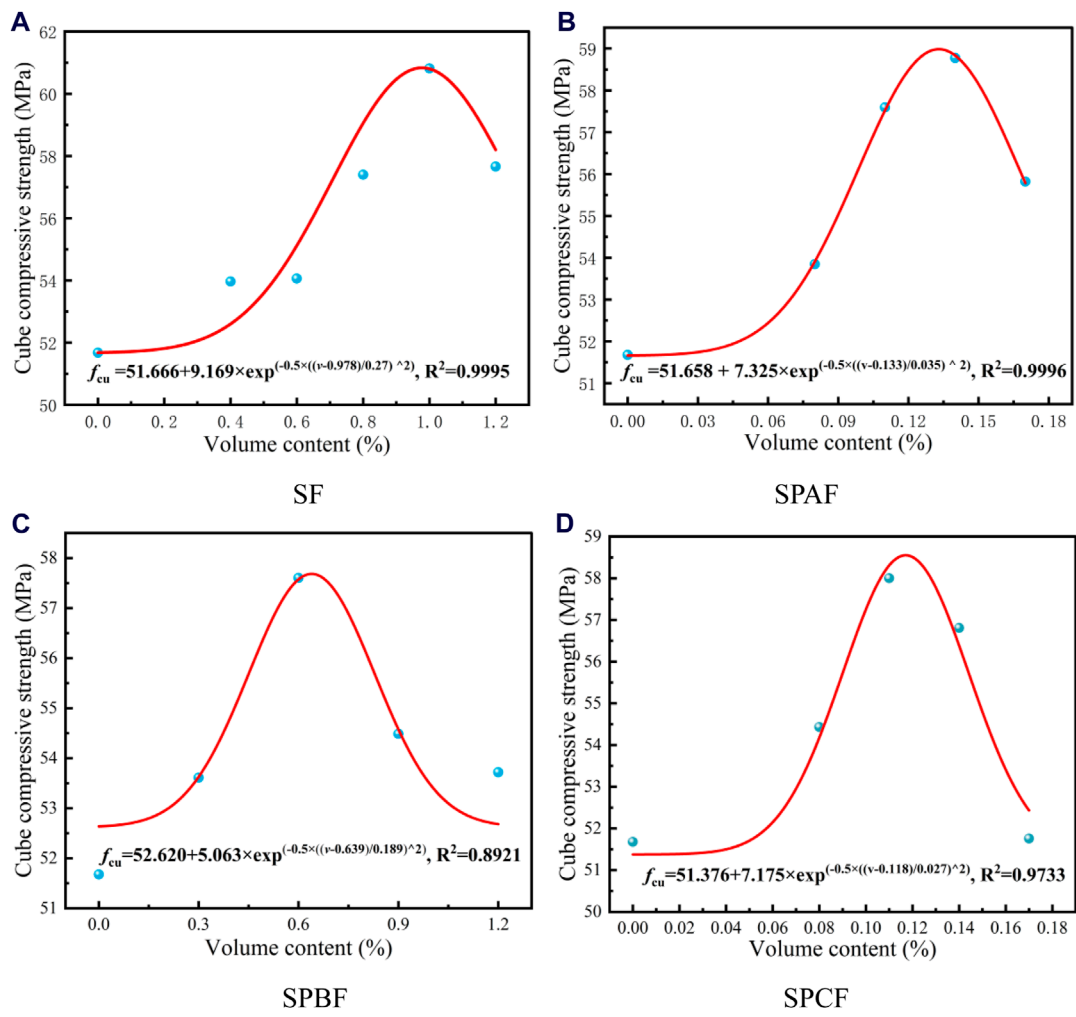 A
Cube compressive strength (MPa)
62
60
58
56
54
52
50
f_cu =51.666+9.169×exp^(-0.5×((v-0.978)/0.27) ^2), R²=0.9995
0.0 0.2 0.4 0.6 0.8 1.0 1.2
Volume content (%)
SF
B
Cube compressive strength (MPa)
59
58
57
56
55
54
53
52
51
f_cu =51.658 + 7.325×exp^(-0.5×((v-0.133)/0.035) ^ 2), R²=0.9996
0.00 0.03 0.06 0.09 0.12 0.15 0.18
Volume content (%)
SPAF
C
Cube compressive strength (MPa)
58
57
56
55
54
53
52
51
f_cu=52.620+5.063×exp^(-0.5×((v-0.639)/0.189)^2), R²=0.8921
0.0 0.3 0.6 0.9 1.2
Volume content (%)
SPBF
D
Cube compressive strength (MPa)
59
58
57
56
55
54
53
52
51
50
f_cu=51.376+7.175×exp^(-0.5×((v-0.118)/0.027)^2), R²=0.9733
0.00 0.02 0.04 0.06 0.08 0.10 0.12 0.14 0.16 0.18
Volume content (%)
SPCF